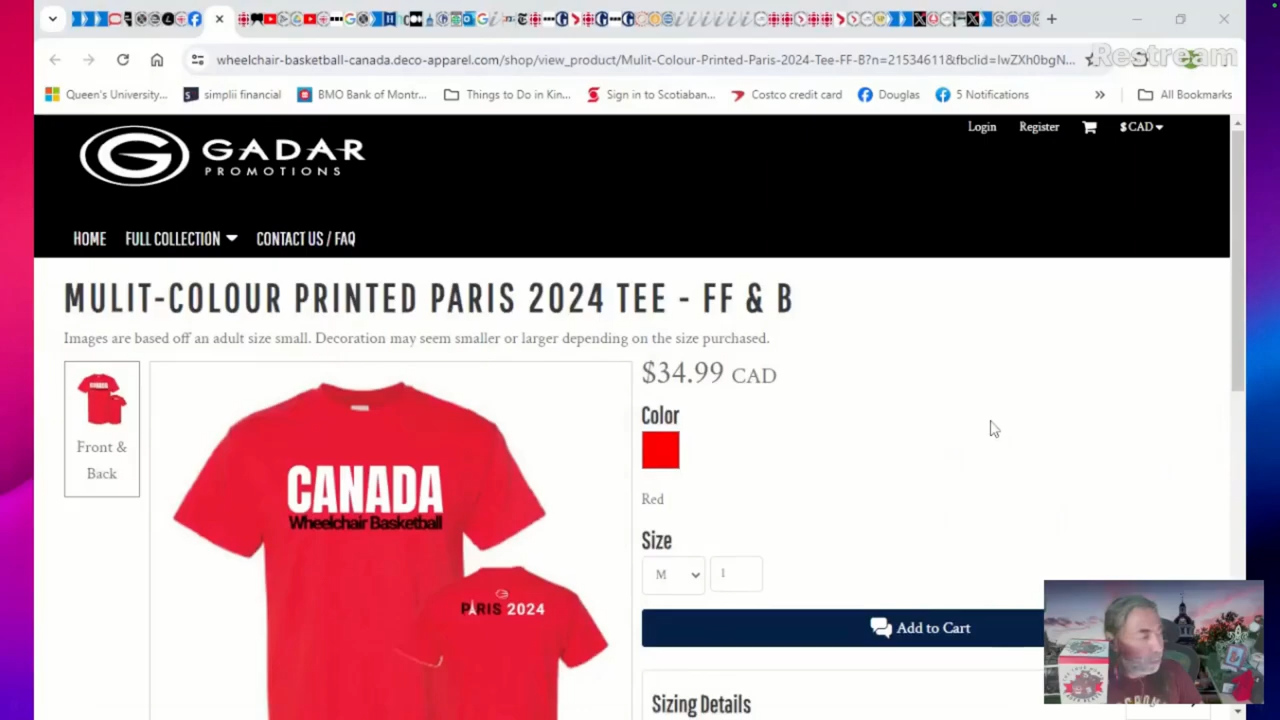 wheelchair-basketball-canada.deco-apparel.com/shop/view_product/Mulit-Colour-Printed-Paris-2024-Tee-FF-B?n=215346118&fbclid=IwZXh0bgN...
Restream
Queen's University... simplii financial BMO Bank of Montr... Things to Do in Kin... Sign in to Scotiaban... Costco credit card Douglas 5 Notifications » All Bookmarks
Login Register $ CAD
GADAR
PROMOTIONS
HOME FULL COLLECTION CONTACT US / FAQ
MULIT-COLOUR PRINTED PARIS 2024 TEE - FF & B
Images are based off an adult size small. Decoration may seem smaller or larger depending on the size purchased.
$34.99 CAD
Color
Front &
Back
CANADA
Wheelchair Basketball
Red
Size
M 1
PARIS 2024
Add to Cart
Sizing Details